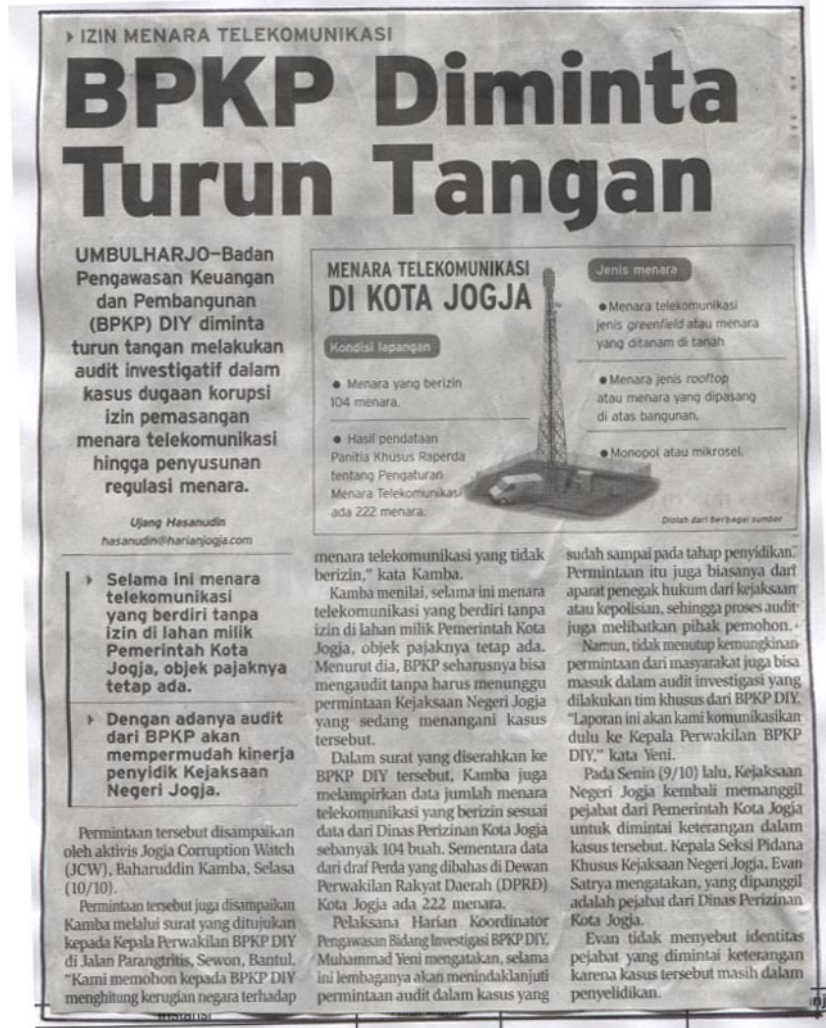 IZIN MENARA TELEKOMUNIKASI
BPKP Diminta
Turun Tangan
UMBULHARJO–Badan
Pengawasan Keuangan
dan Pembangunan
(BPKP) DIY diminta
turun tangan melakukan
audit investigatif dalam
kasus dugaan korupsi
izin pemasangan
menara telekomunikasi
hingga penyusunan
regulasi menara.
Ujang Hasanudin
hasanudin@harianjogja.com
Selama ini menara
telekomunikasi
yang berdiri tanpa
izin di lahan milik
Pemerintah Kota
Jogja, objek pajaknya
tetap ada.
Dengan adanya audit
dari BPKP akan
mempermudah kinerja
penyidik Kejaksaan
Negeri Jogja.
Permintaan tersebut disampaikan
oleh aktivis Jogja Corruption Watch
(JCW), Baharuddin Kamba, Selasa
(10/10).
Permintaan tersebut juga disampaikan
Kamba melalui surat yang ditujukan
kepada Kepala Perwakilan BPKP DIY
di Jalan Parangtritis, Sewon, Bantul.
"Kami memohon kepada BPKP DIY
menghitung kerugian negara terhadap
MENARA TELEKOMUNIKASI
DI KOTA JOGJA
Kondisi lapangan
• Menara yang berizin
104 menara.
• Hasil pendataan
Panitia Khusus Raperda
tentang Pengaturan
Menara Telekomunikasi
ada 222 menara.
Jenis menara
• Menara telekomunikasi
jenis greenfield atau menara
yang ditanam di tanah
• Menara jenis rooftop
atau menara yang dipasang
di atas bangunan.
• Monopol atau mikrosel.
Diolah dari berbagai sumber
menara telekomunikasi yang tidak
berizin," kata Kamba.
Kamba menilai, selama ini menara
telekomunikasi yang berdiri tanpa
izin di lahan milik Pemerintah Kota
Jogja, objek pajaknya tetap ada.
Menurut dia, BPKP seharusnya bisa
mengaudit tanpa harus menunggu
permintaan Kejaksaan Negeri Jogja
yang sedang menangani kasus
tersebut.
Dalam surat yang diserahkan ke
BPKP DIY tersebut, Kamba juga
melampirkan data jumlah menara
telekomunikasi yang berizin sesuai
data dari Dinas Perizinan Kota Jogja
sebanyak 104 buah. Sementara data
dari draf Perda yang dibahas di Dewan
Perwakilan Rakyat Daerah (DPRD)
Kota Jogja ada 222 menara.
Pelaksana Harian Koordinator
Pengawasan Bidang Investigasi BPKP DIY,
Muhammad Yeni mengatakan, selama
ini lembaganya akan menindaklanjuti
permintaan audit dalam kasus yang
sudah sampai pada tahap penyidikan.
Permintaan itu juga biasanya dari
aparat penegak hukum dari kejaksaan
atau kepolisian, sehingga proses audit
juga melibatkan pihak pemohon.
Namun, tidak menutup kemungkinan
permintaan dari masyarakat juga bisa
masuk dalam audit investigasi yang
dilakukan tim khusus dari BPKP DIY.
"Laporan ini akan kami komunikasikan
dulu ke Kepala Perwakilan BPKP
DIY," kata Yeni.
Pada Senin (9/10) lalu, Kejaksaan
Negeri Jogja kembali memanggil
pejabat dari Pemerintah Kota Jogja
untuk dimintai keterangan dalam
kasus tersebut. Kepala Seksi Pidana
Khusus Kejaksaan Negeri Jogja, Evan
Satrya mengatakan, yang dipanggil
adalah pejabat dari Dinas Perizinan
Kota Jogja.
Evan tidak menyebut identitas
pejabat yang dimintai keterangan
karena kasus tersebut masih dalam
penyelidikan.